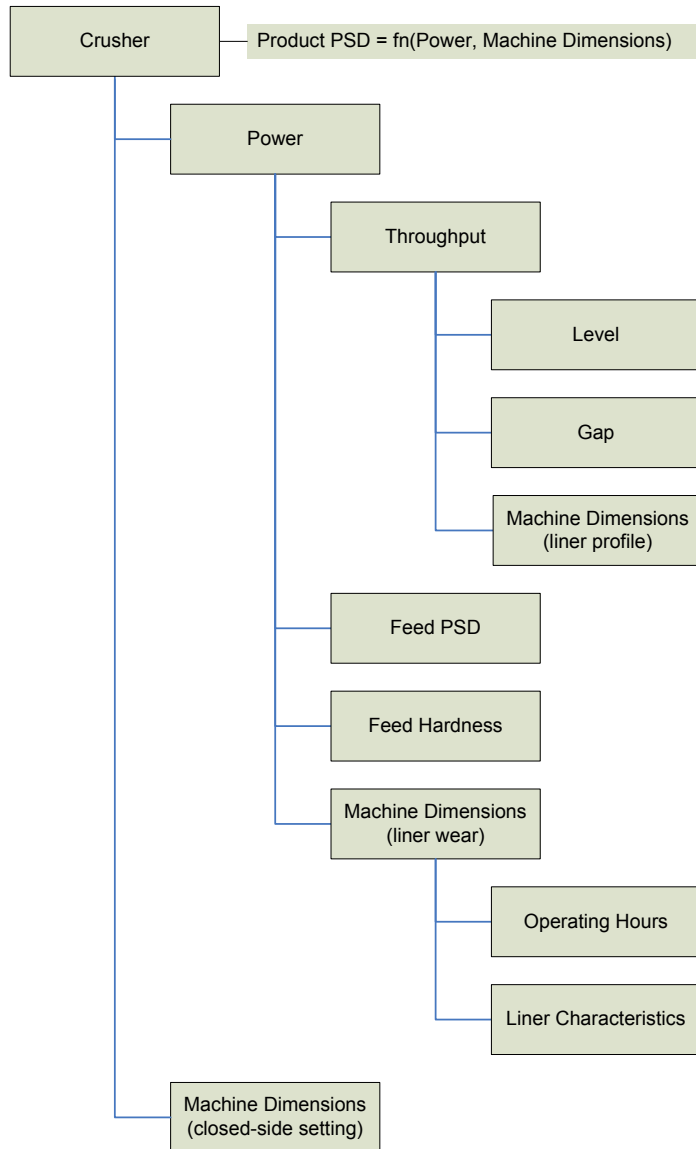 Crusher
Product PSD = fn(Power, Machine Dimensions)
Power
Throughput
Level
Gap
Machine Dimensions
(liner profile)
Feed PSD
Feed Hardness
Machine Dimensions
(liner wear)
Operating Hours
Liner Characteristics
Machine Dimensions
(closed-side setting)